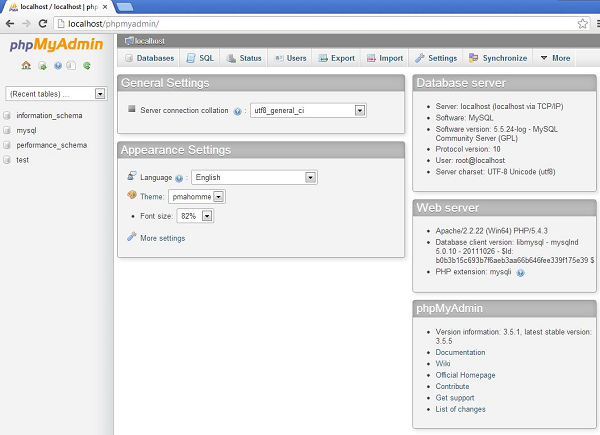 localhost / localhost | php
localhost/phpmyadmin/
phpMyAdmin
(Recent tables) ...
information_schema
mysql
performance_schema
test
localhost
Databases SQL Status Users Export Import Settings Synchronize More
General Settings
Server connection collation : utf8_general_ci
Appearance Settings
Language : English
Theme: pmahomme
Font size: 82%
More settings
Database server
Server: localhost (localhost via TCP/IP)
Software: MySQL
Software version: 5.5.24-log - MySQL
Community Server (GPL)
Protocol version: 10
User: root@localhost
Server charset: UTF-8 Unicode (utf8)
Web server
Apache/2.2.22 (Win64) PHP/5.4.3
Database client version: libmysql - mysqlnd
5.0.10 - 20111026 - $Id:
b0b3b15c693b7f6aeb3aa66b646fee339f175e39 $
PHP extension: mysqli
phpMyAdmin
Version information: 3.5.1, latest stable version:
3.5.5
Documentation
Wiki
Official Homepage
Contribute
Get support
List of changes